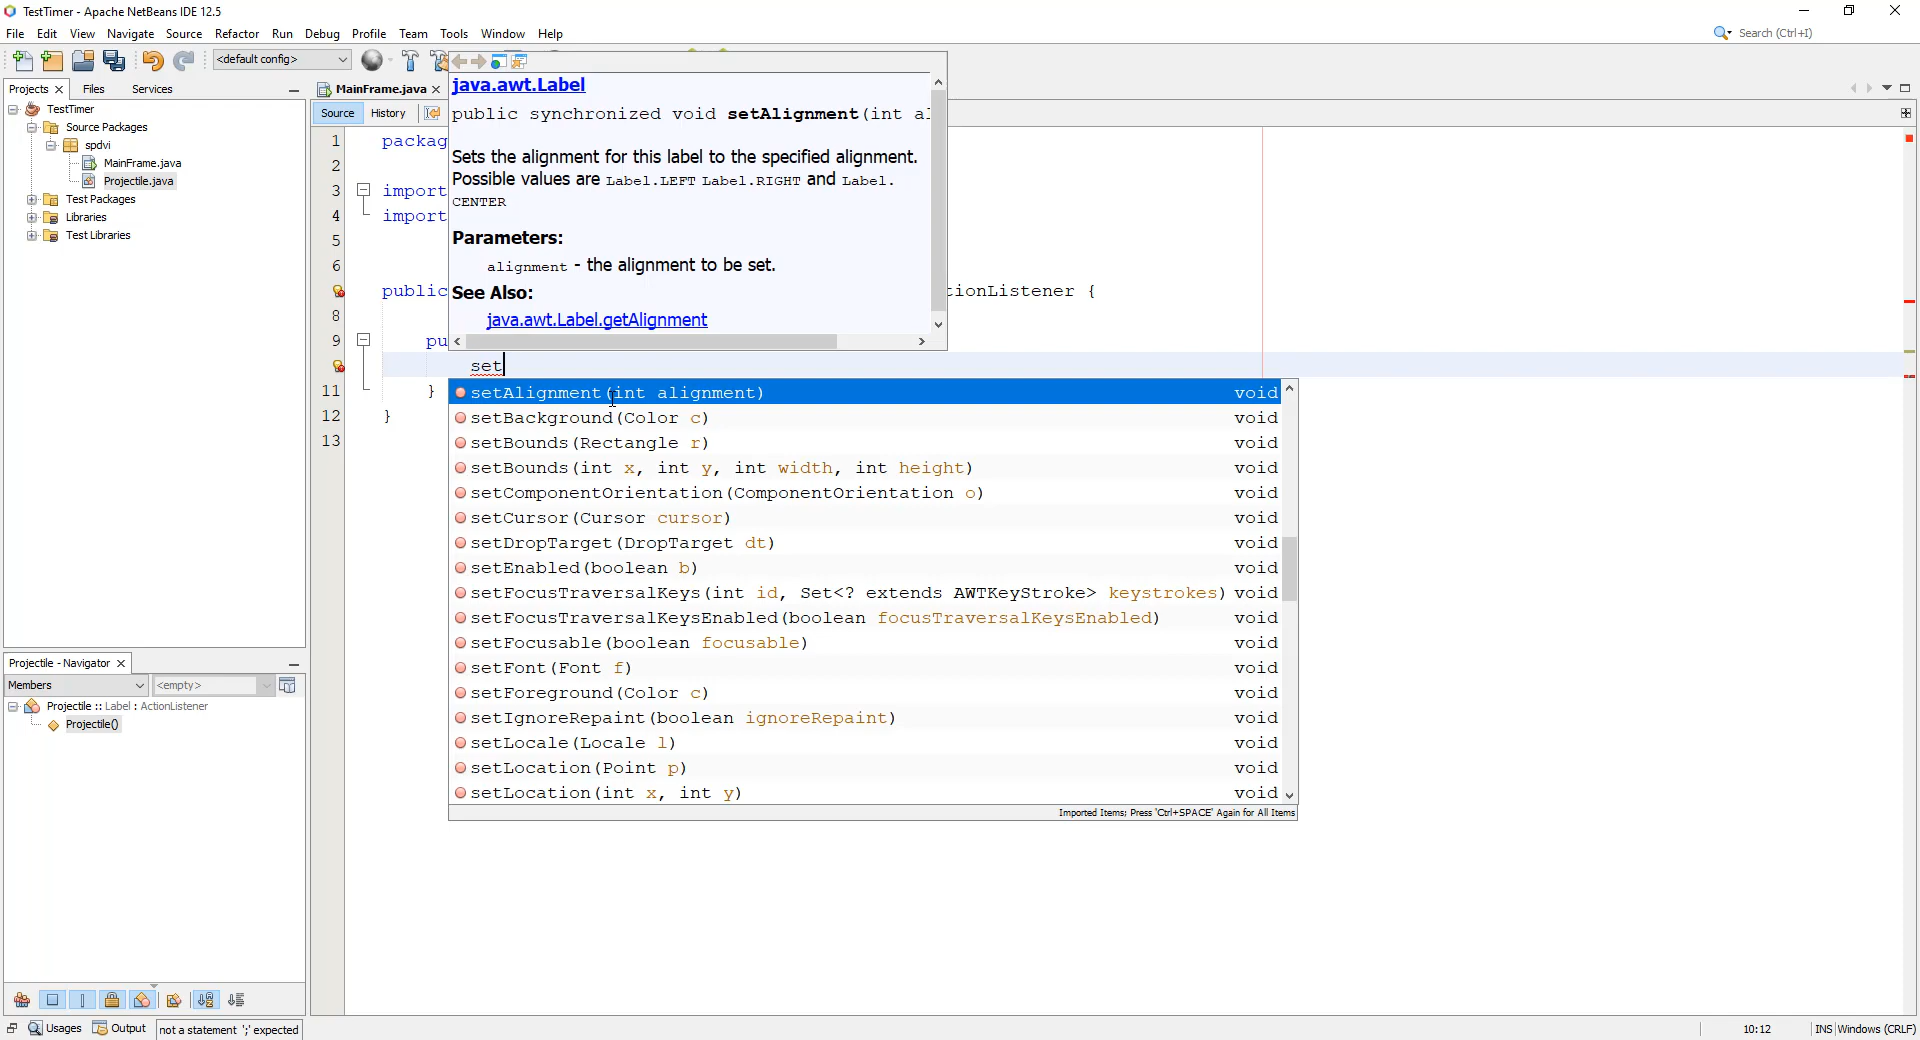 TestTimer - Apache NetBeans IDE 12.5
File Edit View Navigate Source Refactor Run Debug Profile Team Tools Window Help
Search (Ctrl+I)
<default config>
Projects Files Services
MainFrame.java
TestTimer
Source Packages
spdvi
MainFrame.java
Projectile.java
Test Packages
Libraries
Test Libraries
Source History
1 packag
2
3 import
4 import
5
6
public tionListener {
8
9 pu
set
11 }
12 }
13
java.awt.Label
public synchronized void setAlignment(int al
Sets the alignment for this label to the specified alignment.
Possible values are Label.LEFT Label.RIGHT and Label.
CENTER
Parameters:
alignment - the alignment to be set.
See Also:
java.awt.Label.getAlignment
setAlignment(int alignment) void
setBackground(Color c) void
setBounds(Rectangle r) void
setBounds(int x, int y, int width, int height) void
setComponentOrientation(ComponentOrientation o) void
setCursor(Cursor cursor) void
setDropTarget(DropTarget dt) void
setEnabled(boolean b) void
setFocusTraversalKeys(int id, Set<? extends AWTKeyStroke> keystrokes) void
setFocusTraversalKeysEnabled(boolean focusTraversalKeysEnabled) void
setFocusable(boolean focusable) void
setFont(Font f) void
setForeground(Color c) void
setIgnoreRepaint(boolean ignoreRepaint) void
setLocale(Locale l) void
setLocation(Point p) void
setLocation(int x, int y) void
Imported Items; Press 'Ctrl+SPACE' Again for All Items
Projectile - Navigator
Members <empty>
Projectile :: Label : ActionListener
Projectile()
Usages Output not a statement ';' expected
10:12 INS Windows (CRLF)